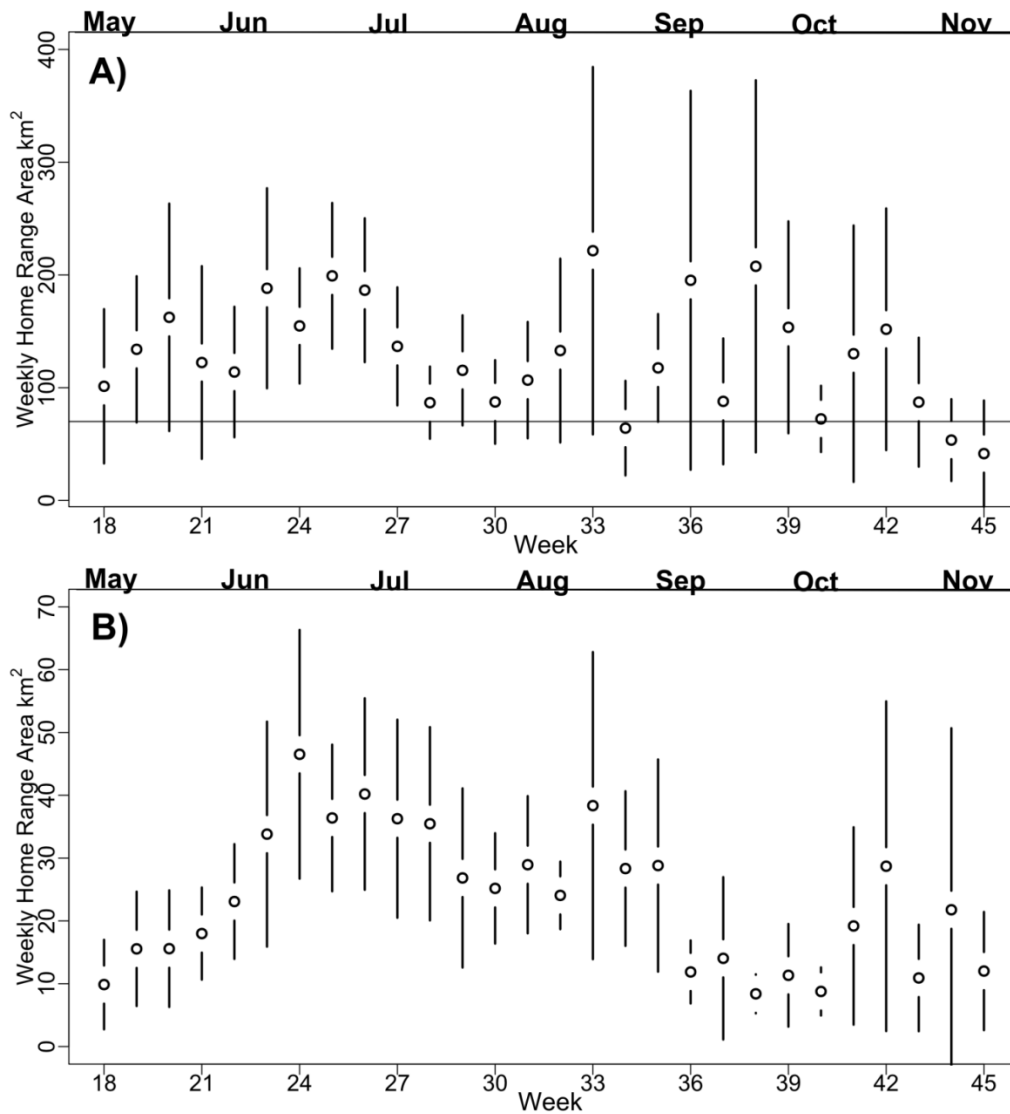 May Jun Jul Aug Sep Oct Nov
A)
Weekly Home Range Area km²
400
300
200
100
0
18 21 24 27 30 33 36 39 42 45
Week
May Jun Jul Aug Sep Oct Nov
B)
Weekly Home Range Area km²
70
60
50
40
30
20
10
0
18 21 24 27 30 33 36 39 42 45
Week